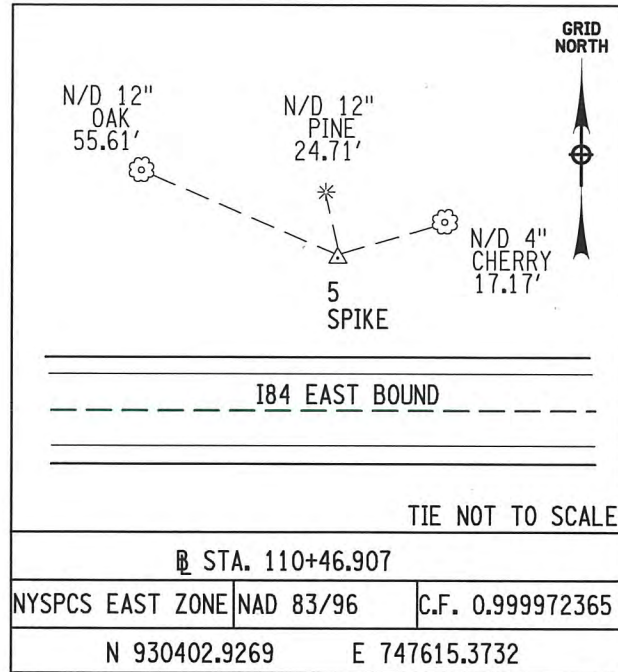 GRID
NORTH
N/D 12"
OAK
55.61'
N/D 12"
PINE
24.71'
N/D 4"
CHERRY
17.17'
5
SPIKE
I84 EAST BOUND
TIE NOT TO SCALE
BL STA. 110+46.907
NYSPCS EAST ZONE NAD 83/96 C.F. 0.999972365
N 930402.9269 E 747615.3732